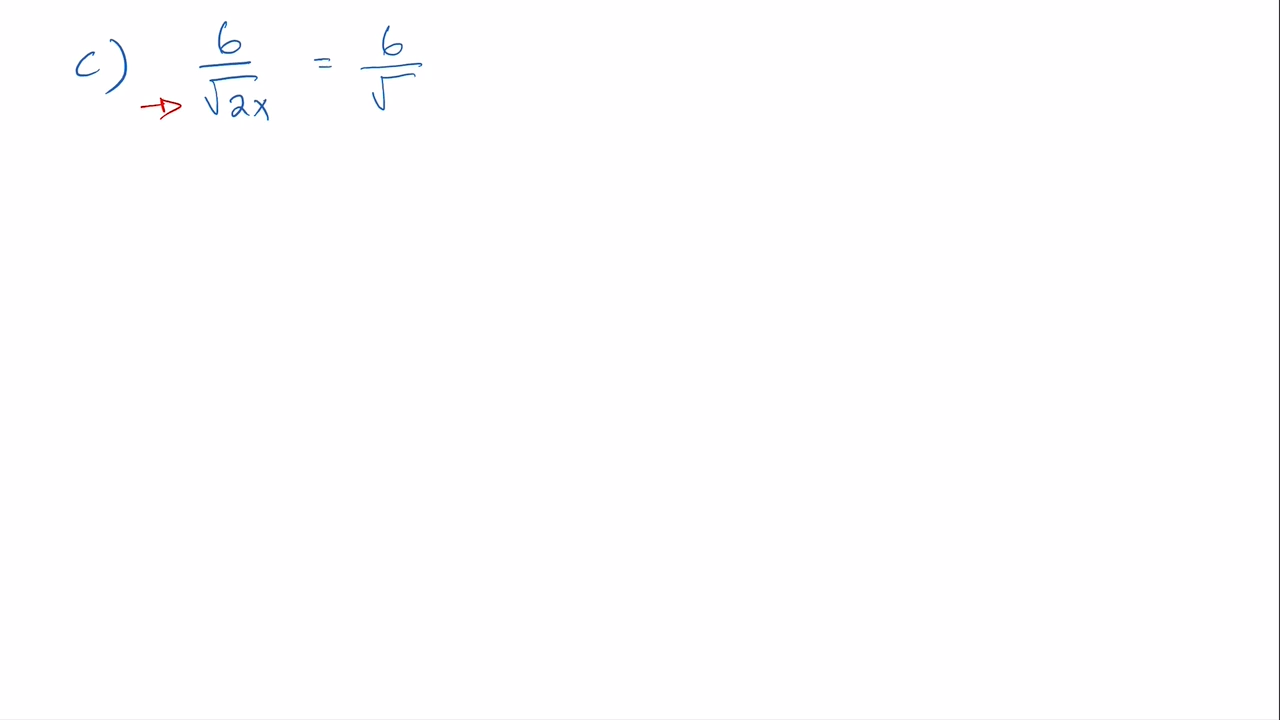 c) 6/√2x = 6/√